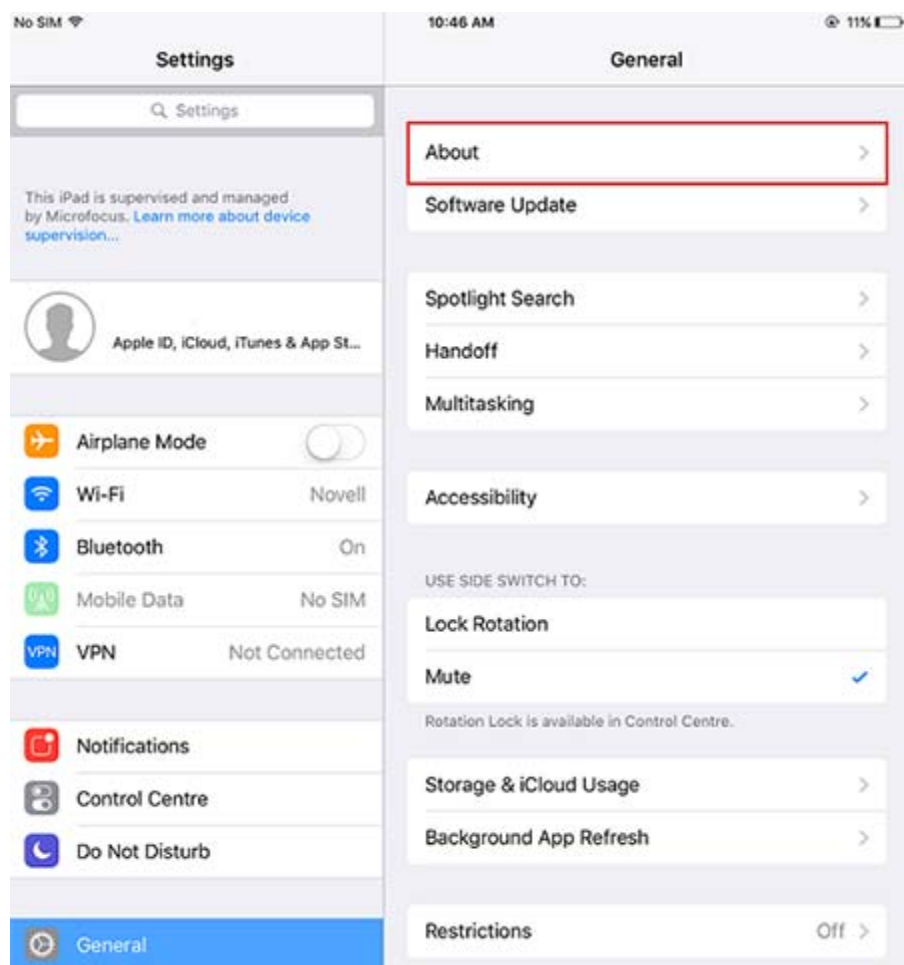 No SIM
10:46 AM
11%
Settings
General
Settings
This iPad is supervised and managed
by Microfocus. Learn more about device
supervision...
Apple ID, iCloud, iTunes & App St...
Airplane Mode
Wi-Fi Novell
Bluetooth On
Mobile Data No SIM
VPN VPN Not Connected
Notifications
Control Centre
Do Not Disturb
General
About
Software Update
Spotlight Search
Handoff
Multitasking
Accessibility
USE SIDE SWITCH TO:
Lock Rotation
Mute
Rotation Lock is available in Control Centre.
Storage & iCloud Usage
Background App Refresh
Restrictions Off